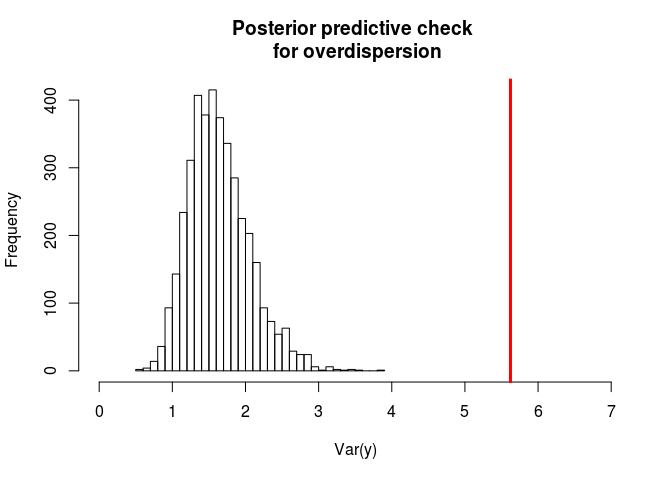 Posterior predictive check
for overdispersion
400
300
200
100
0
Frequency
0 1 2 3 4 5 6 7
Var(y)